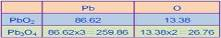 Pb O
PbO₂ 86.62 13.38
Pb₃O₄ 86.62x3=259.86 13.38x2 = 26.76